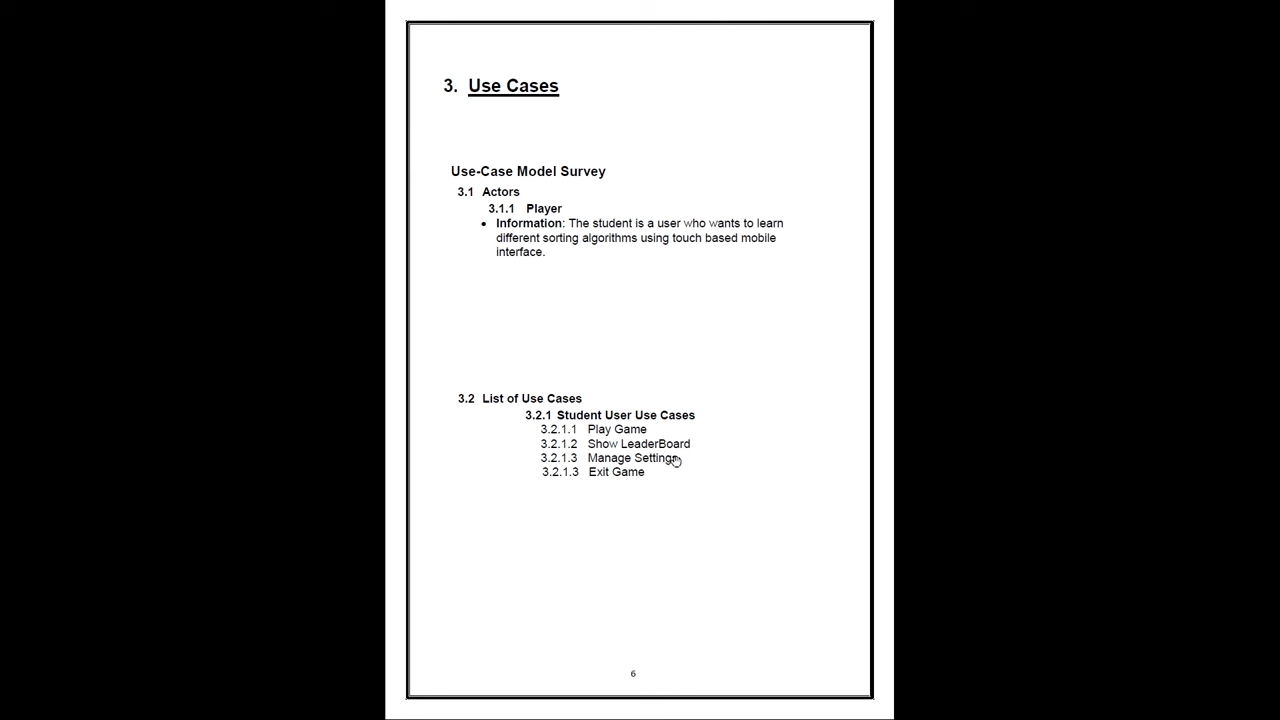 3. Use Cases
Use-Case Model Survey
3.1 Actors
3.1.1 Player
• Information: The student is a user who wants to learn
different sorting algorithms using touch based mobile
interface.
3.2 List of Use Cases
3.2.1 Student User Use Cases
3.2.1.1 Play Game
3.2.1.2 Show LeaderBoard
3.2.1.3 Manage Settings
3.2.1.3 Exit Game
6